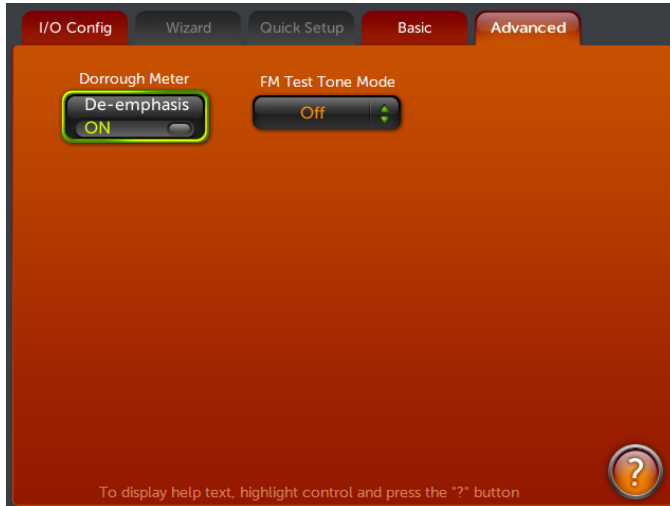 I/O Config
Wizard
Quick Setup
Basic
Advanced
Dorrough Meter
FM Test Tone Mode
De-emphasis
ON
Off
To display help text, highlight control and press the "?" button
?